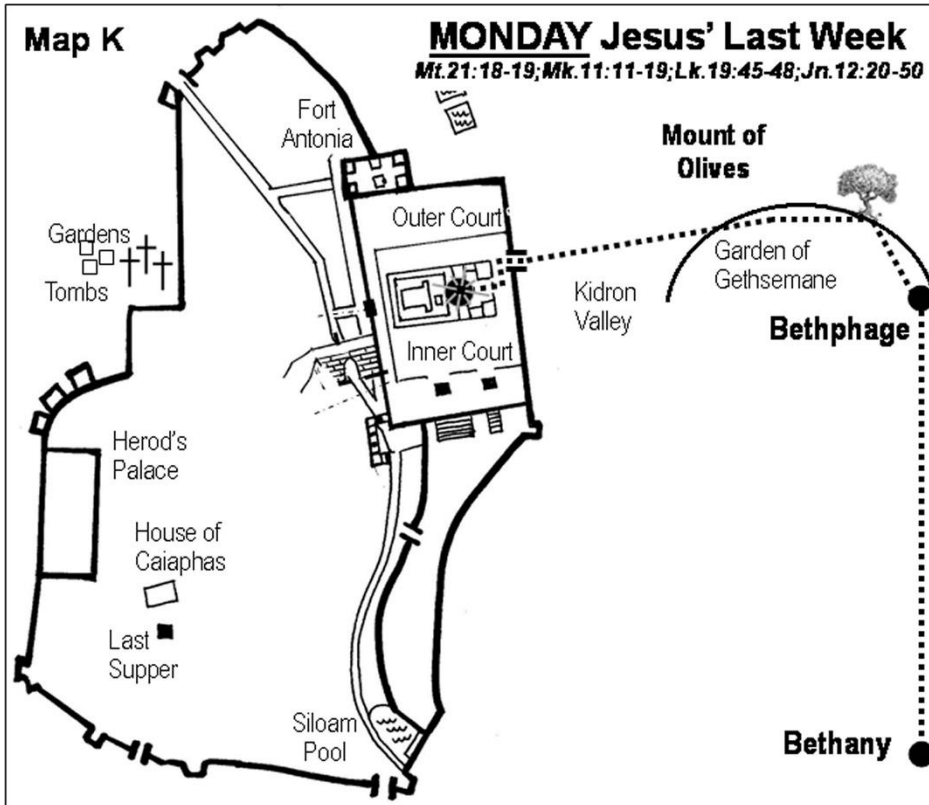 Map K
MONDAY Jesus' Last Week
Mt.21:18-19;Mk.11:11-19;Lk.19:45-48;Jn.12:20-50
Fort
Antonia
Mount of
Olives
Outer Court
Gardens
Tombs
Garden of
Gethsemane
Kidron
Valley
Bethphage
Inner Court
Herod's
Palace
House of
Caiaphas
Last
Supper
Siloam
Pool
Bethany